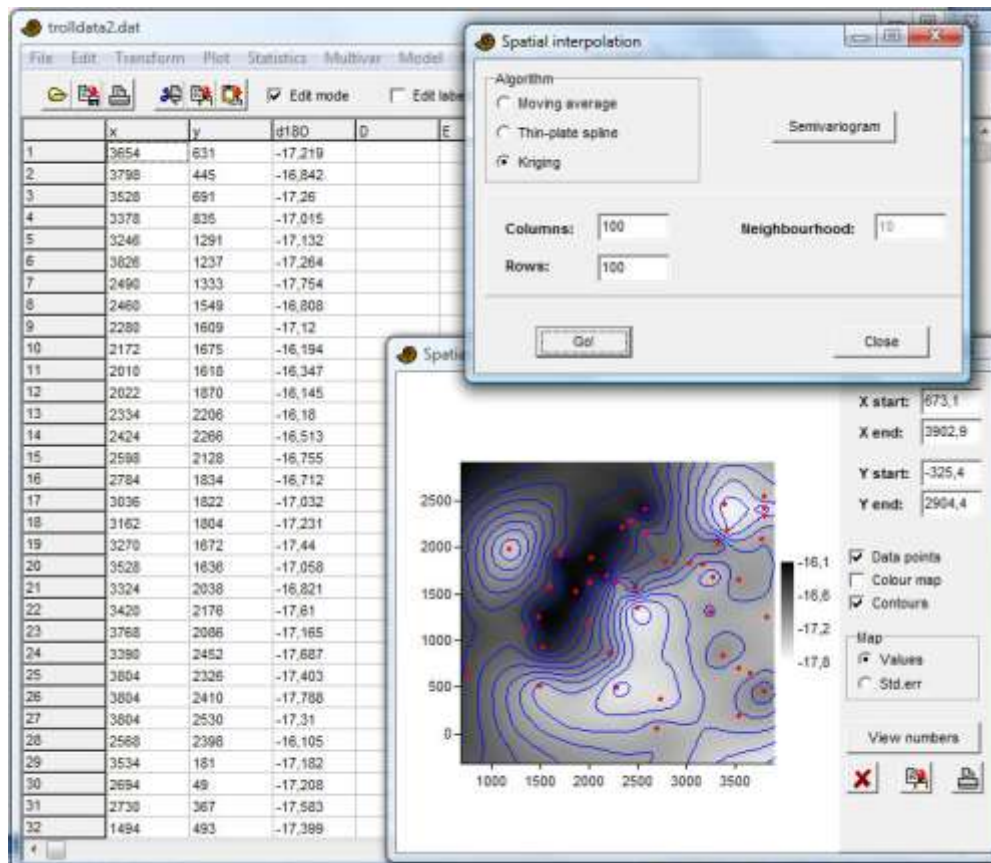 trolldata2.dat
File Edit Transform Plot Statistics Multivar Model
Edit mode Edit labe
x y d18O D E
1 3654 631 -17,219
2 3798 445 -16,842
3 3528 691 -17,26
4 3378 835 -17,015
5 3246 1291 -17,132
6 3826 1237 -17,264
7 2490 1333 -17,754
8 2460 1549 -16,808
9 2280 1609 -17,12
10 2172 1675 -16,194
11 2010 1618 -16,347
12 2022 1870 -16,145
13 2334 2206 -16,18
14 2424 2266 -16,513
15 2598 2128 -16,755
16 2784 1834 -16,712
17 3036 1822 -17,032
18 3162 1804 -17,231
19 3270 1672 -17,44
20 3528 1636 -17,058
21 3324 2038 -16,821
22 3420 2176 -17,61
23 3768 2086 -17,165
24 3390 2452 -17,687
25 3804 2326 -17,403
26 3804 2410 -17,788
27 3804 2530 -17,31
28 2568 2398 -16,105
29 3534 181 -17,182
30 2694 49 -17,208
31 2730 367 -17,583
32 1494 493 -17,399
Spatial interpolation
Algorithm
Moving average
Thin-plate spline
Kriging
Semivariogram
Columns: 100
Neighbourhood: 10
Rows: 100
Go!
Close
Spatia
X start: 673,1
X end: 3902,9
Y start: -325,4
Y end: 2904,4
Data points
Colour map
Contours
Map
Values
Std.err
View numbers
2500
2000
1500
1000
500
0
1000 1500 2000 2500 3000 3500
-16,1
-16,6
-17,2
-17,8